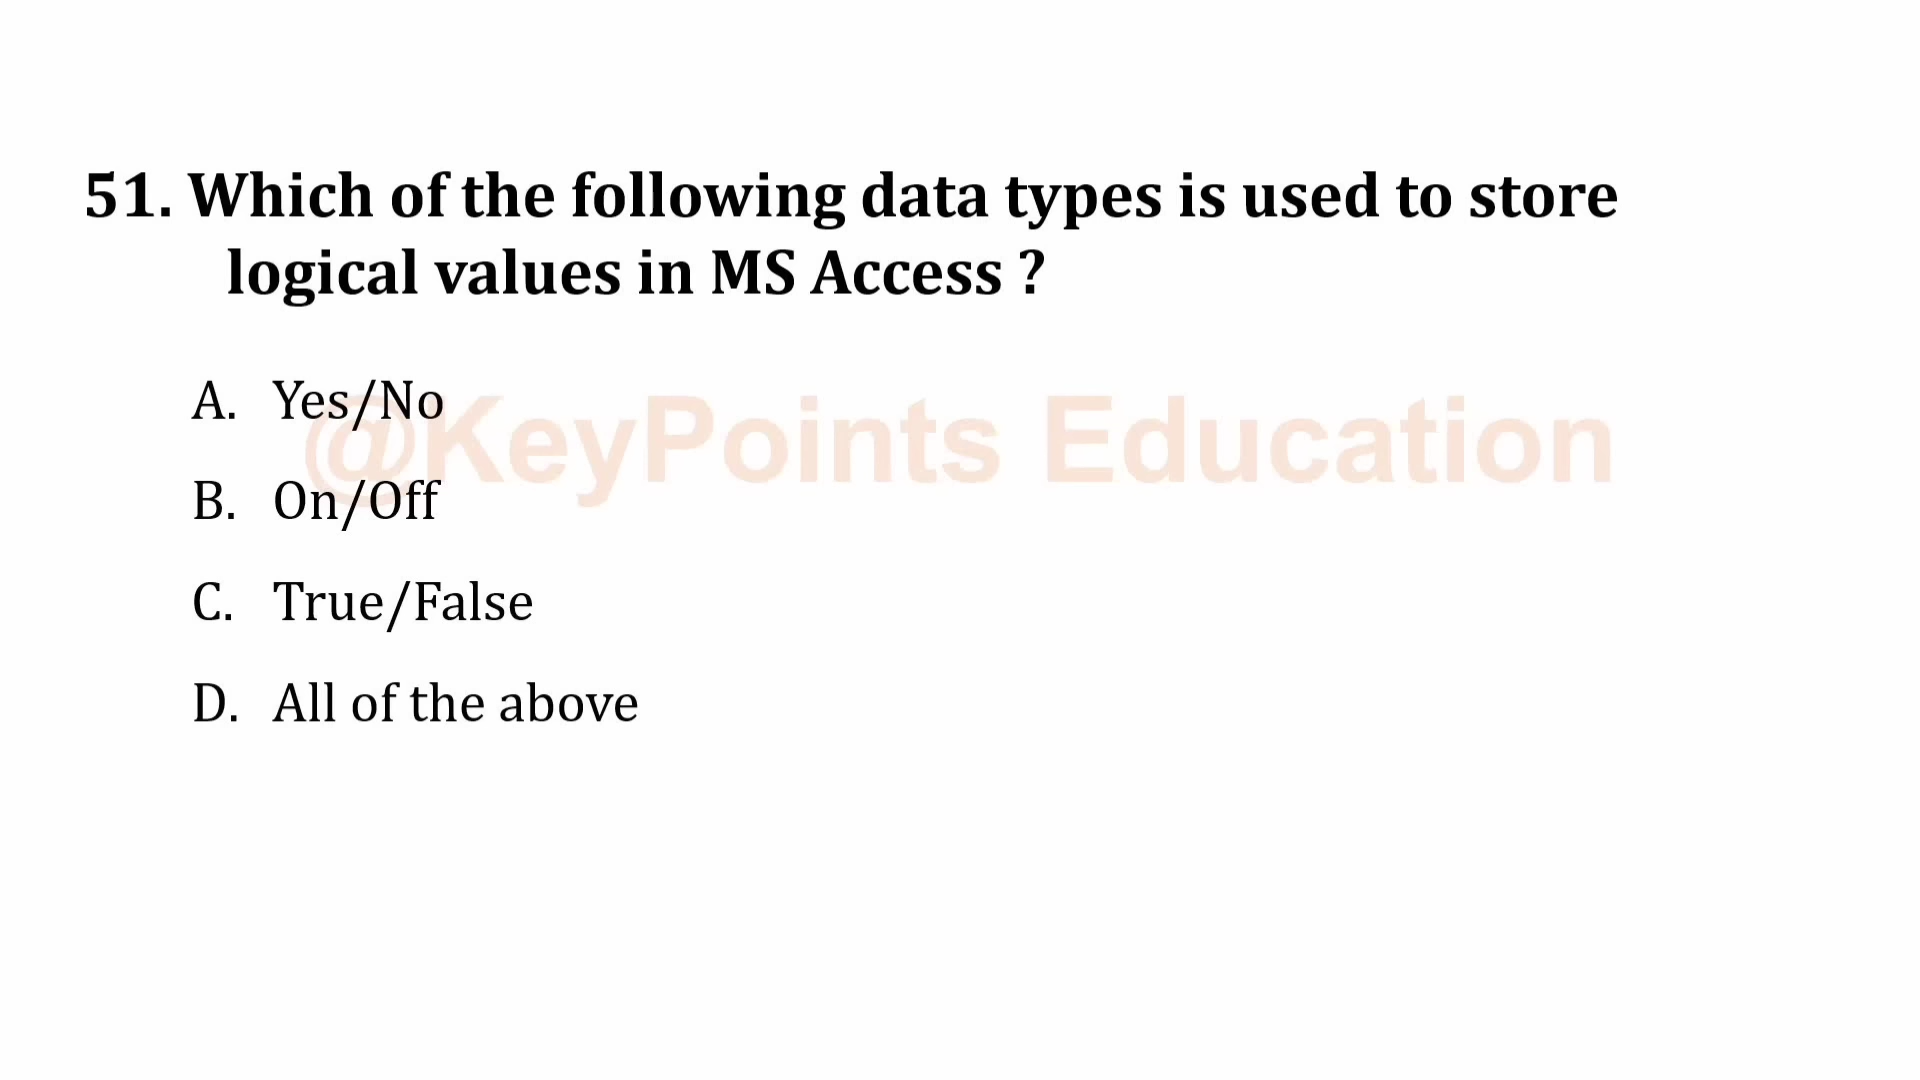 51. Which of the following data types is used to store
logical values in MS Access ?
A. Yes/No
@KeyPoints Education
B. On/Off
C. True/False
D. All of the above